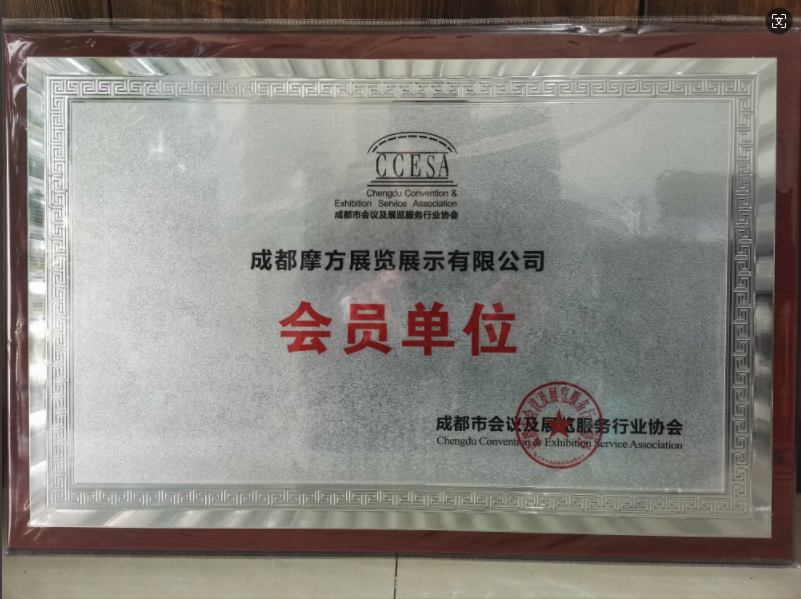 CCESA
Chengdu Convention &
Exhibition Service Association
成都市会议及展览服务行业协会
成都摩方展览展示有限公司
会员单位
成都市会议及展览服务行业协会
Chengdu Convention & Exhibition Service Association